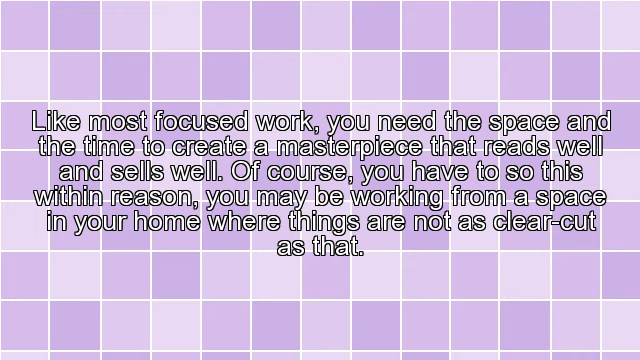 Like most focused work, you need the space and
the time to create a masterpiece that reads well
and sells well. Of course, you have to so this
within reason, you may be working from a space
in your home where things are not as clear-cut
as that.